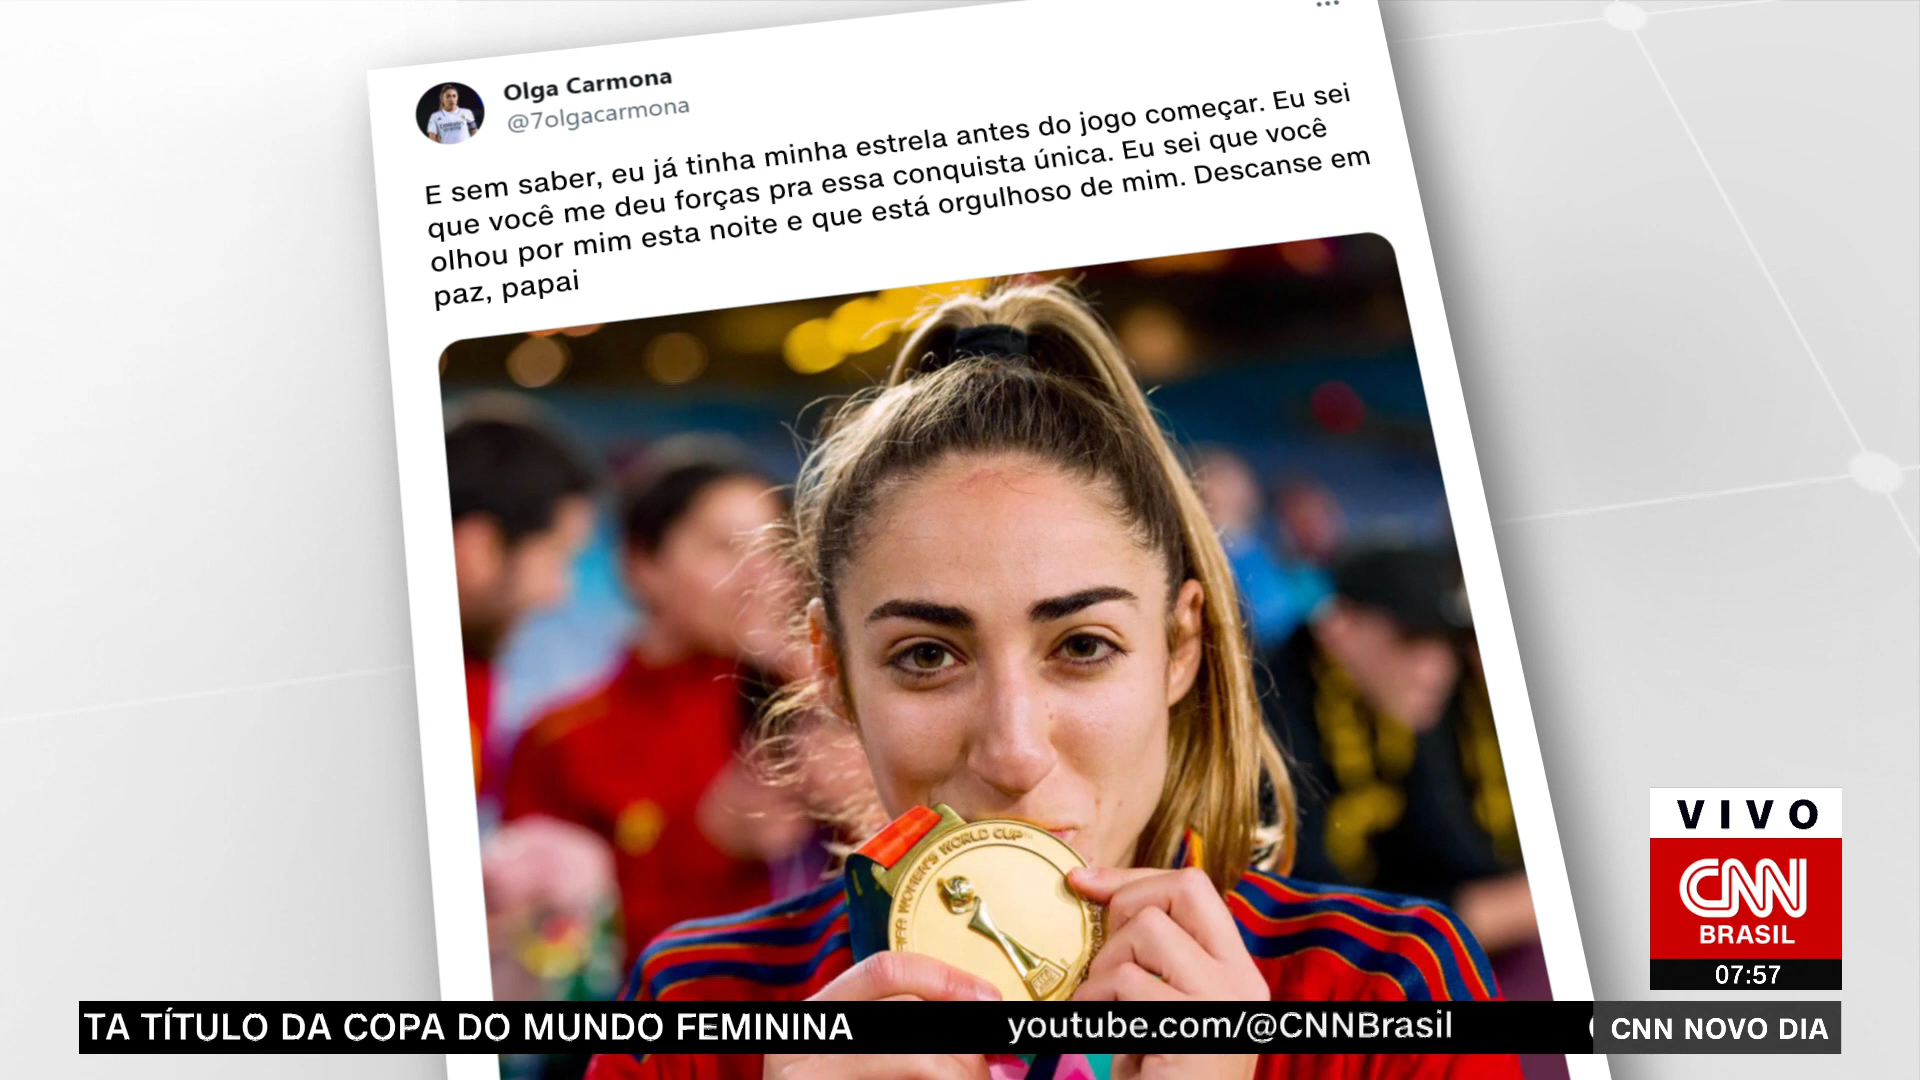 Olga Carmona
@7olgacarmona
E sem saber, eu já tinha minha estrela antes do jogo começar. Eu sei
que você me deu forças pra essa conquista única. Eu sei que você
olhou por mim esta noite e que está orgulhoso de mim. Descanse em
paz, papai
FIFA WOMEN'S WORLD CUP
VIVO
CNN
BRASIL
07:57
TA TÍTULO DA COPA DO MUNDO FEMININA
youtube.com/@CNNBrasil
CNN NOVO DIA